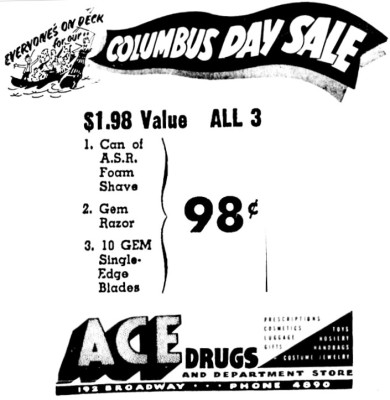 EVERYONE'S ON DECK
for our
COLUMBUS DAY SALE
$1.98 Value ALL 3
1. Can of
A.S.R.
Foam
Shave
2. Gem
Razor
98¢
3. 10 GEM
Single-
Edge
Blades
PRESCRIPTIONS
COSMETICS TOYS
LUGGAGE HOSIERY
GIFTS HANDBAGS
COSTUME JEWELRY
ACE DRUGS
AND DEPARTMENT STORE
192 BROADWAY · · · PHONE 4890